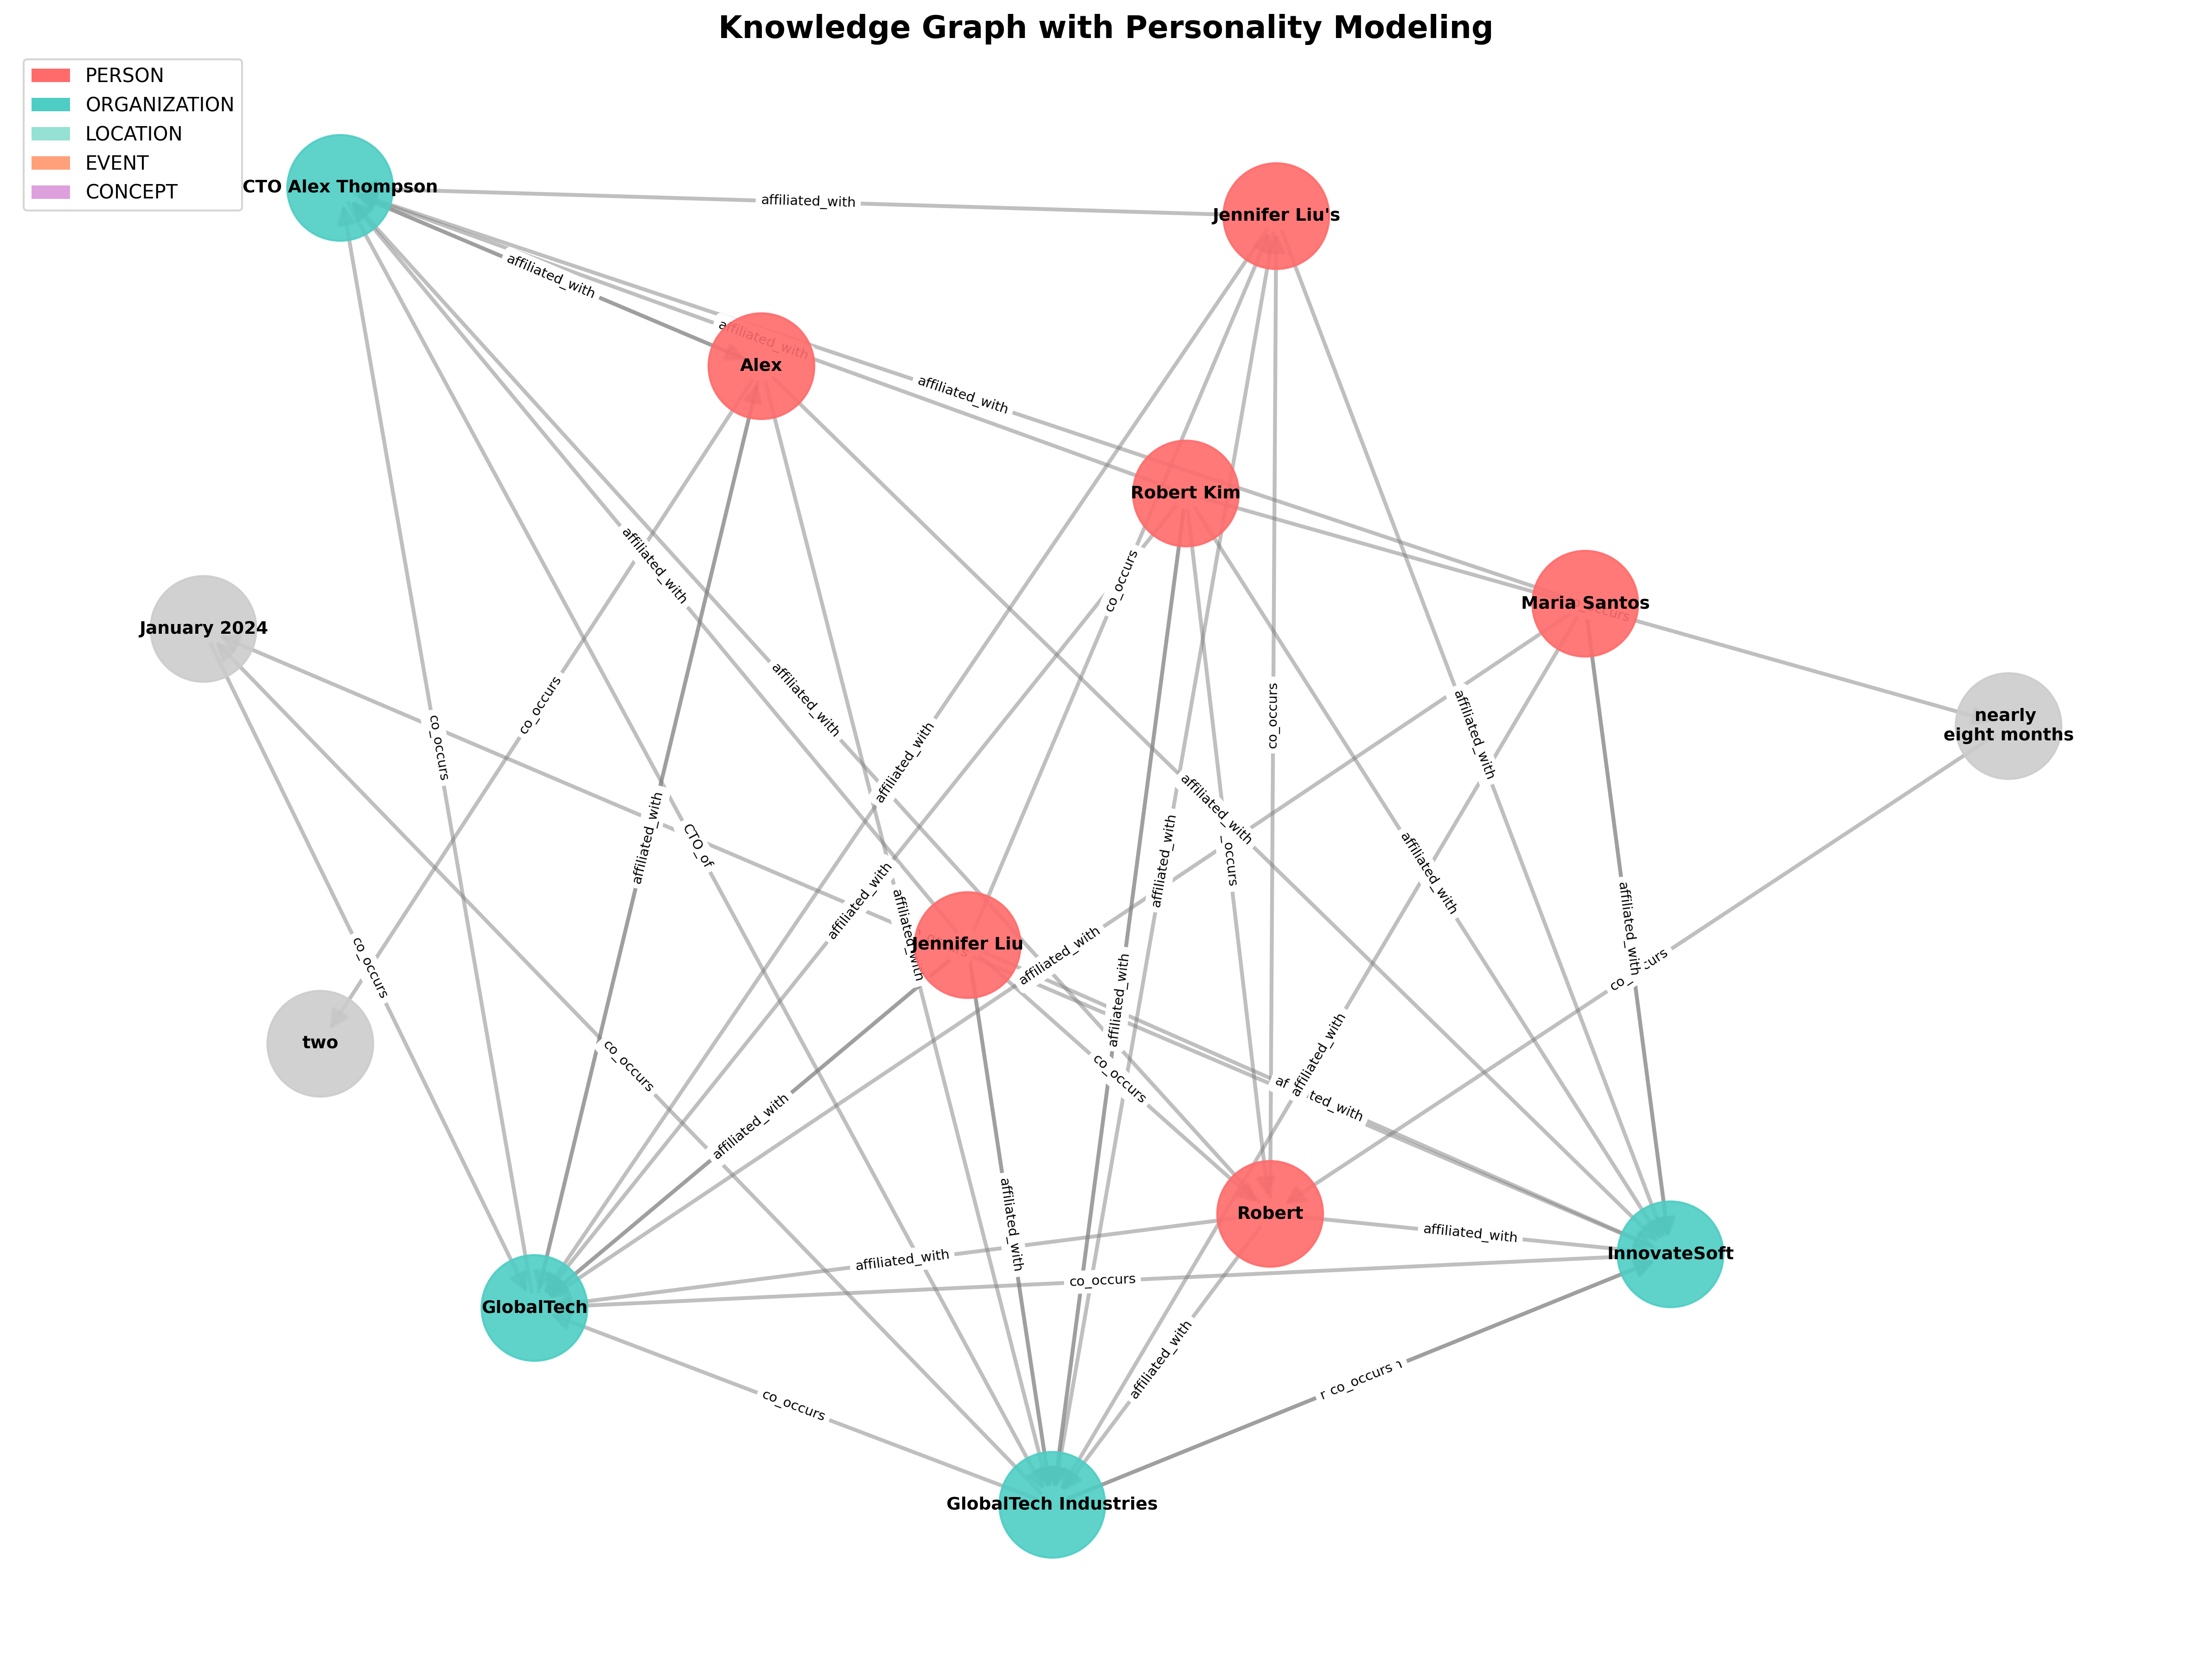 Knowledge Graph with Personality Modeling
PERSON
ORGANIZATION
LOCATION
EVENT
CONCEPT
CTO Alex Thompson
Jennifer Liu's
affiliated_with
affiliated_with
Alex
affiliated_with
affiliated_with
Robert Kim
co_occurs
affiliated_with
Maria Santos
January 2024
nearly
eight months
co_occurs
affiliated_with
co_occurs
co_occurs
affiliated_with
affiliated_with
affiliated_with
affiliated_with
CTO_of
affiliated_with
affiliated_with
_occurs
affiliated_with
affiliated_with
affiliated_with
affiliated_with
Jennifer Liu
affiliated_with
co_occurs
affiliated_with
two
co_occurs
co_occurs
affiliated_with
affiliated_with
affiliated_with
Robert
affiliated_with
affiliated_with
InnovateSoft
co_occurs
GlobalTech
affiliated_with
co_occurs
co_occurs
GlobalTech Industries